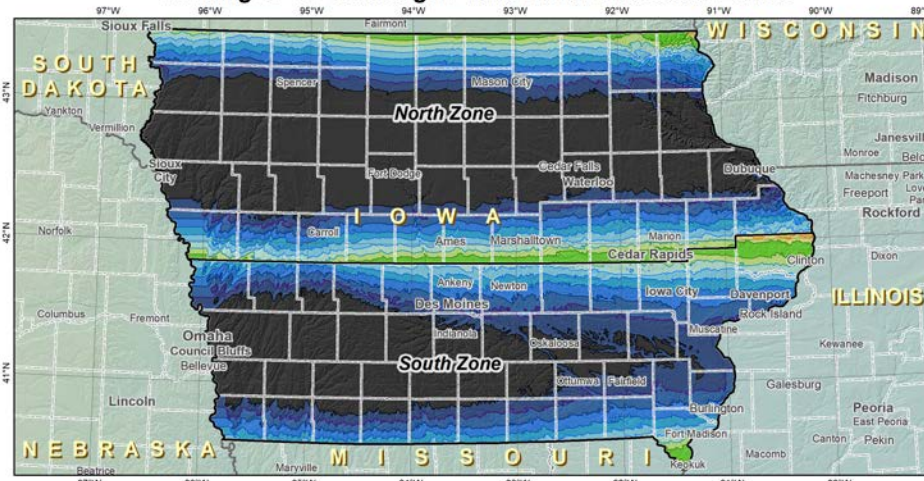 97°W 96°W 95°W 94°W 93°W 92°W 91°W 90°W
Sioux Falls
Fairmont
WISCONSIN
SOUTH
DAKOTA
43°N
Spencer
Mason City
Madison
Fitchburg
Yankton
Vermillion
North Zone
Janesvil
Monroe
Belo
Sioux
City
Fort Dodge
Cedar Falls
Waterloo
Dubuque
Machesney Park
Freeport
Rockford
IOWA
42°N
Norfolk
Carroll
Ames
Marshalltown
Marion
Cedar Rapids
Clinton
Dixon
Ankeny
Newton
Iowa City
Davenport
ILLINOIS
Des Moines
Rock Island
Columbus
Fremont
Omaha
Council Bluffs
Bellevue
Indianola
Oskaloosa
Muscatine
Kewanee
41°N
South Zone
Ottumwa
Fairfield
Galesburg
Lincoln
Burlington
Peoria
East Peoria
Fort Madison
Canton
Pekin
NEBRASKA
MISSOURI
Macomb
Beatrice
Maryville
Keokuk